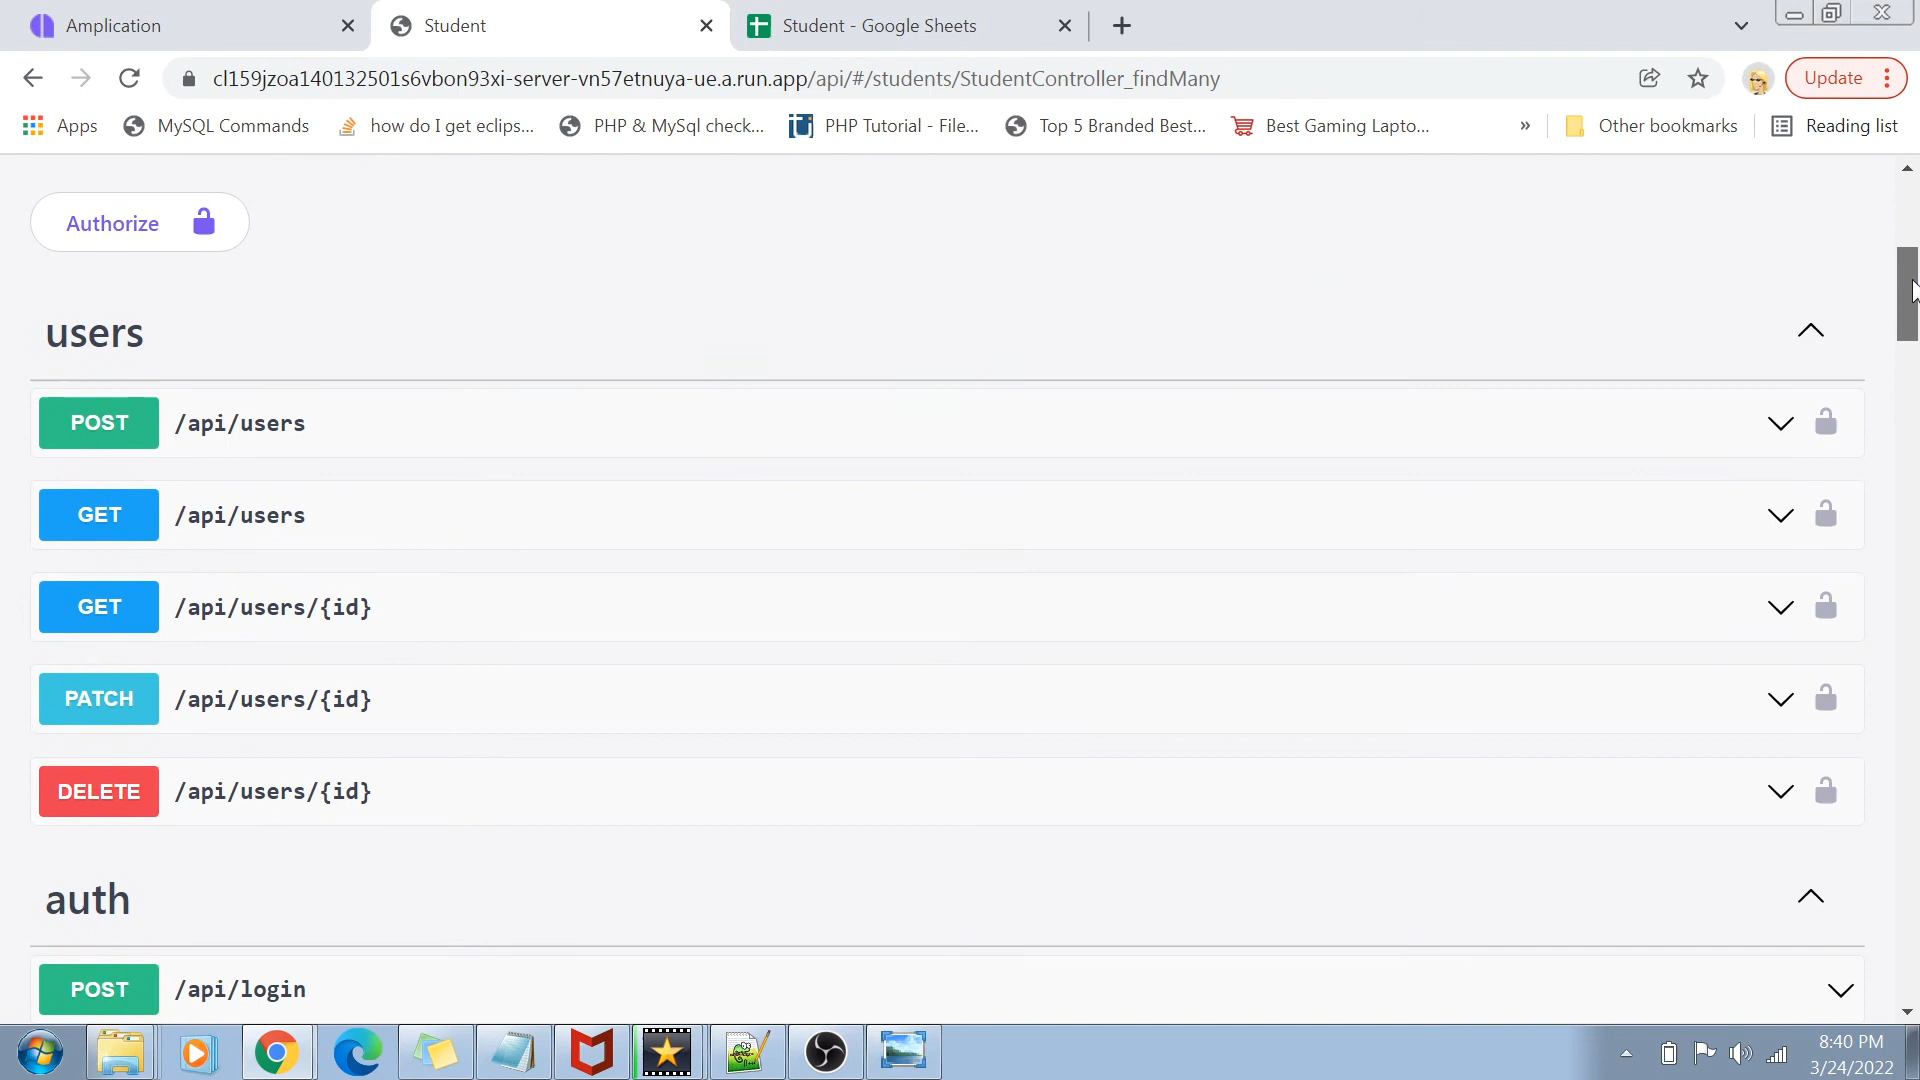 Amplication
Student
Student - Google Sheets
cl159jzoa140132501s6vbon93xi-server-vn57etnuya-ue.a.run.app/api/#/students/StudentController_findMany
Update
Apps
MySQL Commands
how do I get eclips...
PHP & MySql check...
PHP Tutorial - File...
Top 5 Branded Best...
Best Gaming Lapto...
»
Other bookmarks
Reading list
Authorize
users
POST /api/users
GET /api/users
GET /api/users/{id}
PATCH /api/users/{id}
DELETE /api/users/{id}
auth
POST /api/login
8:40 PM
3/24/2022